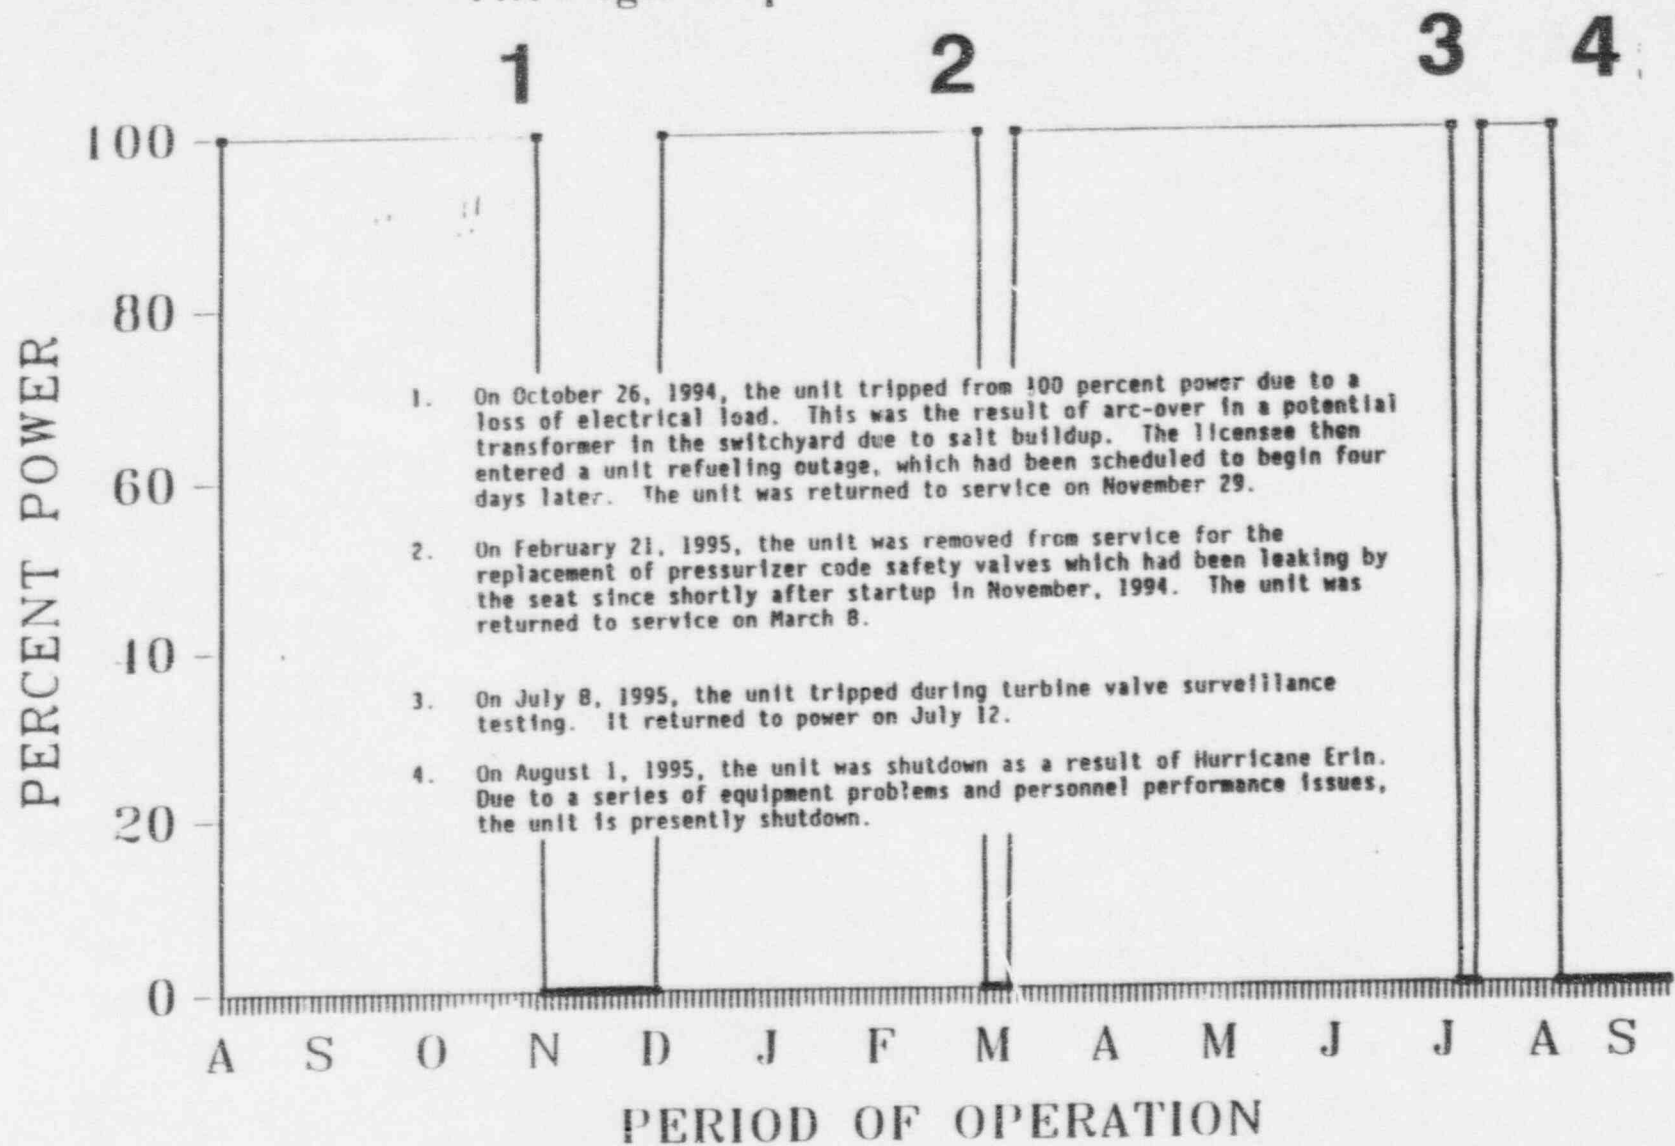 1 2 3 4
100
80
60
40
20
0
PERCENT POWER
1. On October 26, 1994, the unit tripped from 100 percent power due to a
loss of electrical load. This was the result of arc-over in a potential
transformer in the switchyard due to salt buildup. The licensee then
entered a unit refueling outage, which had been scheduled to begin four
days later. The unit was returned to service on November 29.
2. On February 21, 1995, the unit was removed from service for the
replacement of pressurizer code safety valves which had been leaking by
the seat since shortly after startup in November, 1994. The unit was
returned to service on March 8.
3. On July 8, 1995, the unit tripped during turbine valve surveillance
testing. It returned to power on July 12.
4. On August 1, 1995, the unit was shutdown as a result of Hurricane Erin.
Due to a series of equipment problems and personnel performance issues,
the unit is presently shutdown.
A S O N D J F M A M J J A S
PERIOD OF OPERATION